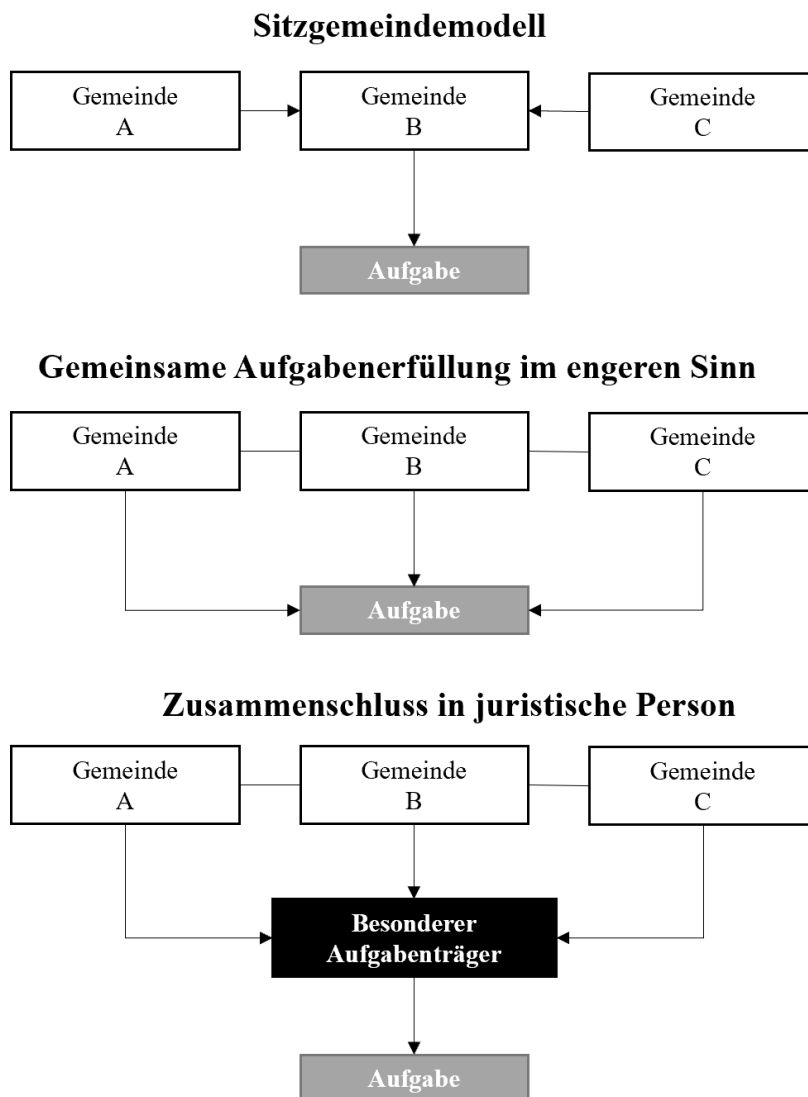 Sitzgemeindemodell
Gemeinde
A
Gemeinde
B
Gemeinde
C
Aufgabe
Gemeinsame Aufgabenerfüllung im engeren Sinn
Gemeinde
A
Gemeinde
B
Gemeinde
C
Aufgabe
Zusammenschluss in juristische Person
Gemeinde
A
Gemeinde
B
Gemeinde
C
Besonderer
Aufgabenträger
Aufgabe